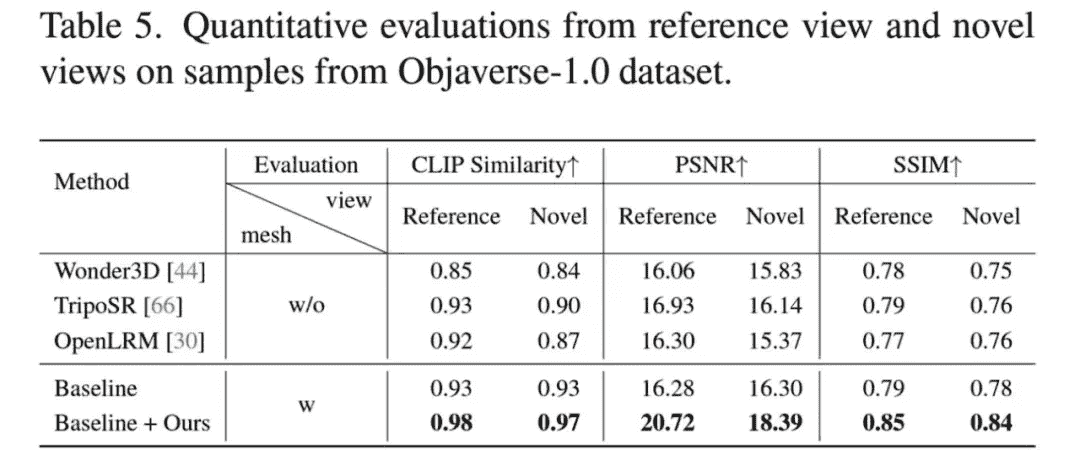 Table 5. Quantitative evaluations from reference view and novel
views on samples from Objaverse-1.0 dataset.
Method Evaluation CLIP Similarity↑ PSNR↑ SSIM↑
view mesh Reference Novel Reference Novel Reference Novel
Wonder3D [44] 0.85 0.84 16.06 15.83 0.78 0.75
TripoSR [66] w/o 0.93 0.90 16.93 16.14 0.79 0.76
OpenLRM [30] 0.92 0.87 16.30 15.37 0.77 0.76
Baseline w 0.93 0.93 16.28 16.30 0.79 0.78
Baseline + Ours 0.98 0.97 20.72 18.39 0.85 0.84